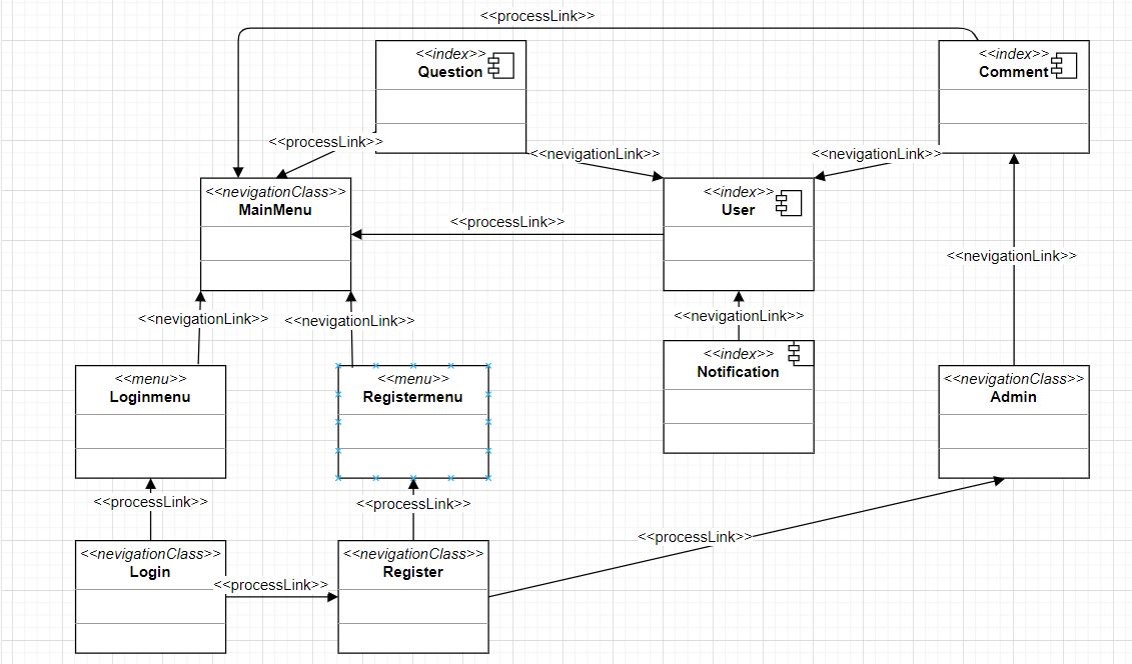 <<processLink>>
<<index>>
Question
<<index>>
Comment
<<processLink>>
<<nevigationLink>>
<<nevigationLink>>
<<nevigationClass>>
MainMenu
<<index>>
User
<<processLink>>
<<nevigationLink>>
<<nevigationLink>>
<<nevigationLink>>
<<nevigationLink>>
<<menu>>
Loginmenu
<<menu>>
Registermenu
<<index>>
Notification
<<nevigationClass>>
Admin
<<processLink>>
<<processLink>>
<<processLink>>
<<nevigationClass>>
Login
<<processLink>>
<<nevigationClass>>
Register